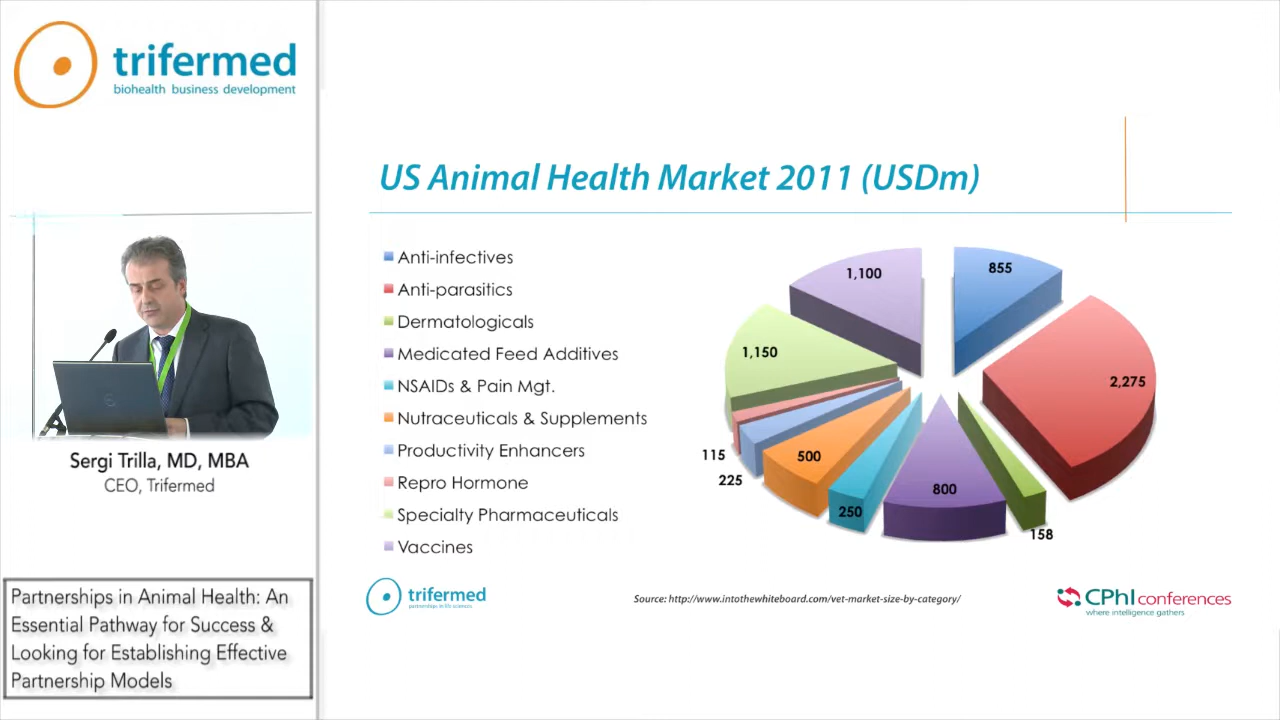 trifermed
biohealth business development
Sergi Trilla, MD, MBA
CEO, Trifermed
Partnerships in Animal Health: An
Essential Pathway for Success &
Looking for Establishing Effective
Partnership Models
US Animal Health Market 2011 (USDm)
Anti-infectives
Anti-parasitics
Dermatologicals
Medicated Feed Additives
NSAIDs & Pain Mgt.
Nutraceuticals & Supplements
Productivity Enhancers
Repro Hormone
Specialty Pharmaceuticals
Vaccines
855
2,275
158
800
250
500
225
115
1,150
1,100
trifermed
partnerships in life sciences
Source: http://www.intothewhiteboard.com/vet-market-size-by-category/
CPhI conferences
where intelligence gathers